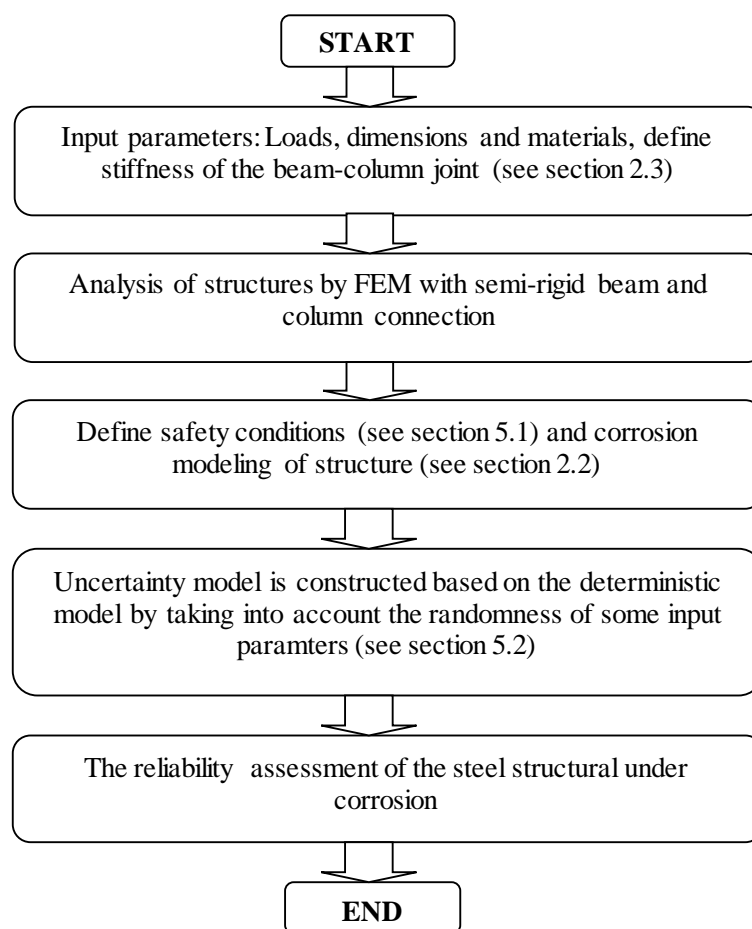 START
Input parameters: Loads, dimensions and materials, define
stiffness of the beam-column joint (see section 2.3)
Analysis of structures by FEM with semi-rigid beam and
column connection
Define safety conditions (see section 5.1) and corrosion
modeling of structure (see section 2.2)
Uncertainty model is constructed based on the deterministic
model by taking into account the randomness of some input
paramters (see section 5.2)
The reliability assessment of the steel structural under
corrosion
END